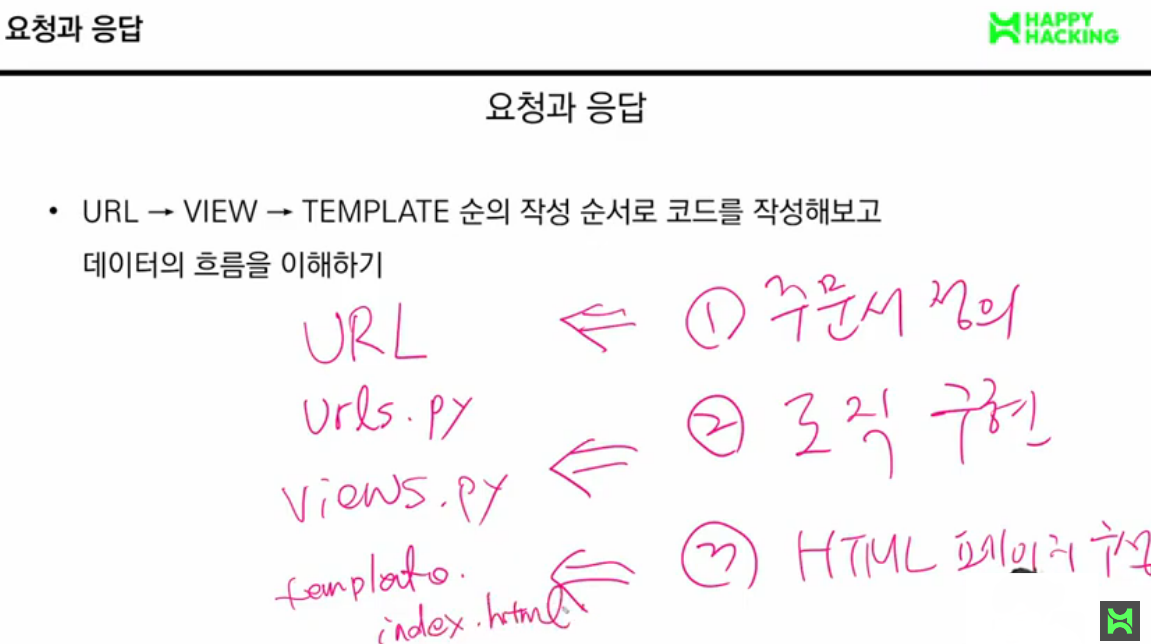 요청과 응답
HAPPY
HACKING
요청과 응답
• URL → VIEW → TEMPLATE 순의 작성 순서로 코드를 작성해보고
데이터의 흐름을 이해하기
URL ⇐ ① 주문서 정의
urls.py
② 로직 구현
views.py ⇐
template. ⇐ ③ HTML 페이지 구성
index.html